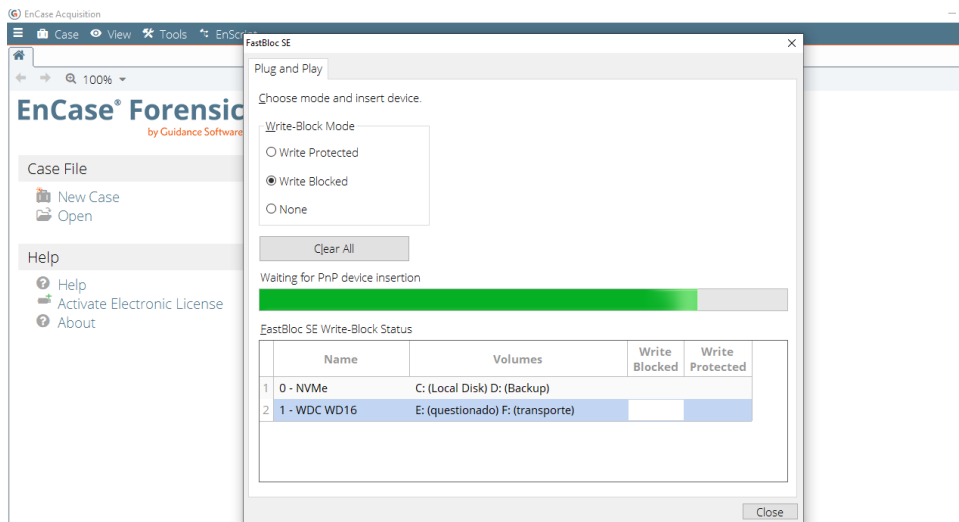 EnCase Acquisition
Case View Tools EnScr
100%
EnCase® Forensic
by Guidance Software
Case File
New Case
Open
Help
Help
Activate Electronic License
About
FastBloc SE
Plug and Play
Choose mode and insert device.
Write-Block Mode
Write Protected
Write Blocked
None
Clear All
Waiting for PnP device insertion
FastBloc SE Write-Block Status
Name Volumes Write Blocked Write Protected
1 0 - NVMe C: (Local Disk) D: (Backup)
2 1 - WDC WD16 E: (questionado) F: (transporte)
Close